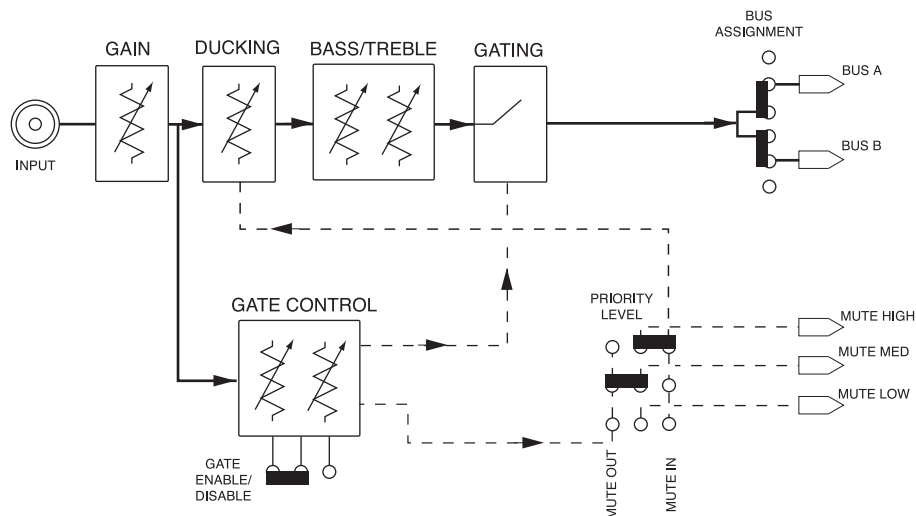 BUS
ASSIGNMENT
GAIN
DUCKING
BASS/TREBLE
GATING
BUS A
INPUT
BUS B
GATE CONTROL
PRIORITY
LEVEL
MUTE HIGH
MUTE MED
MUTE LOW
GATE
ENABLE/
DISABLE
MUTE OUT
MUTE IN